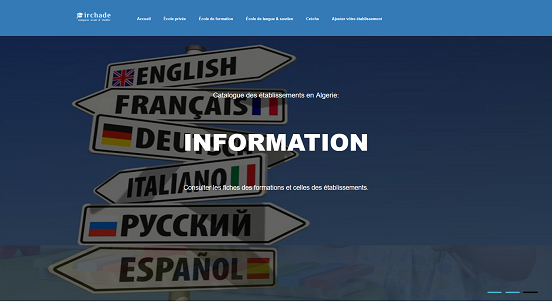 irchade
Accueil
École privée
École de formation
École de langue & soutien
Crèche
Ajouter votre établissement
ENGLISH
Catalogue des établissements en Algerie:
FRANÇAIS
DEUTSCH
INFORMATION
ITALIANO
Consulter les fiches des formations et celles des établissements.
РУССКИЙ
ESPAÑOL